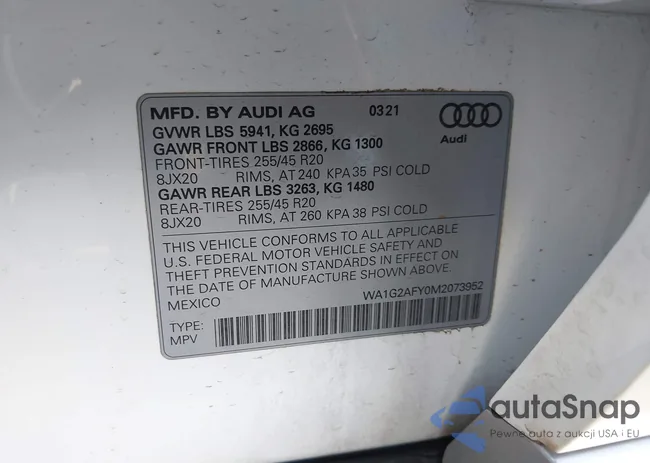 MFD. BY AUDI AG 03 21
GVWR LBS 5941, KG 2695
GAWR FRONT LBS 2866, KG 1300
FRONT-TIRES 255/45 R20
8JX20 RIMS, AT 240 KPA 35 PSI COLD
GAWR REAR LBS 3263, KG 1480
REAR-TIRES 255/45 R20
8JX20 RIMS, AT 260 KPA 38 PSI COLD
Audi
THIS VEHICLE CONFORMS TO ALL APPLICABLE
U.S. FEDERAL MOTOR VEHICLE SAFETY AND
THEFT PREVENTION STANDARDS IN EFFECT ON
THE DATE OF MANUFACTURE SHOWN ABOVE.
MEXICO WA1G2AFY0M2073952
TYPE:
MPV
autaSnap
Pewne auta z aukcji USA i EU